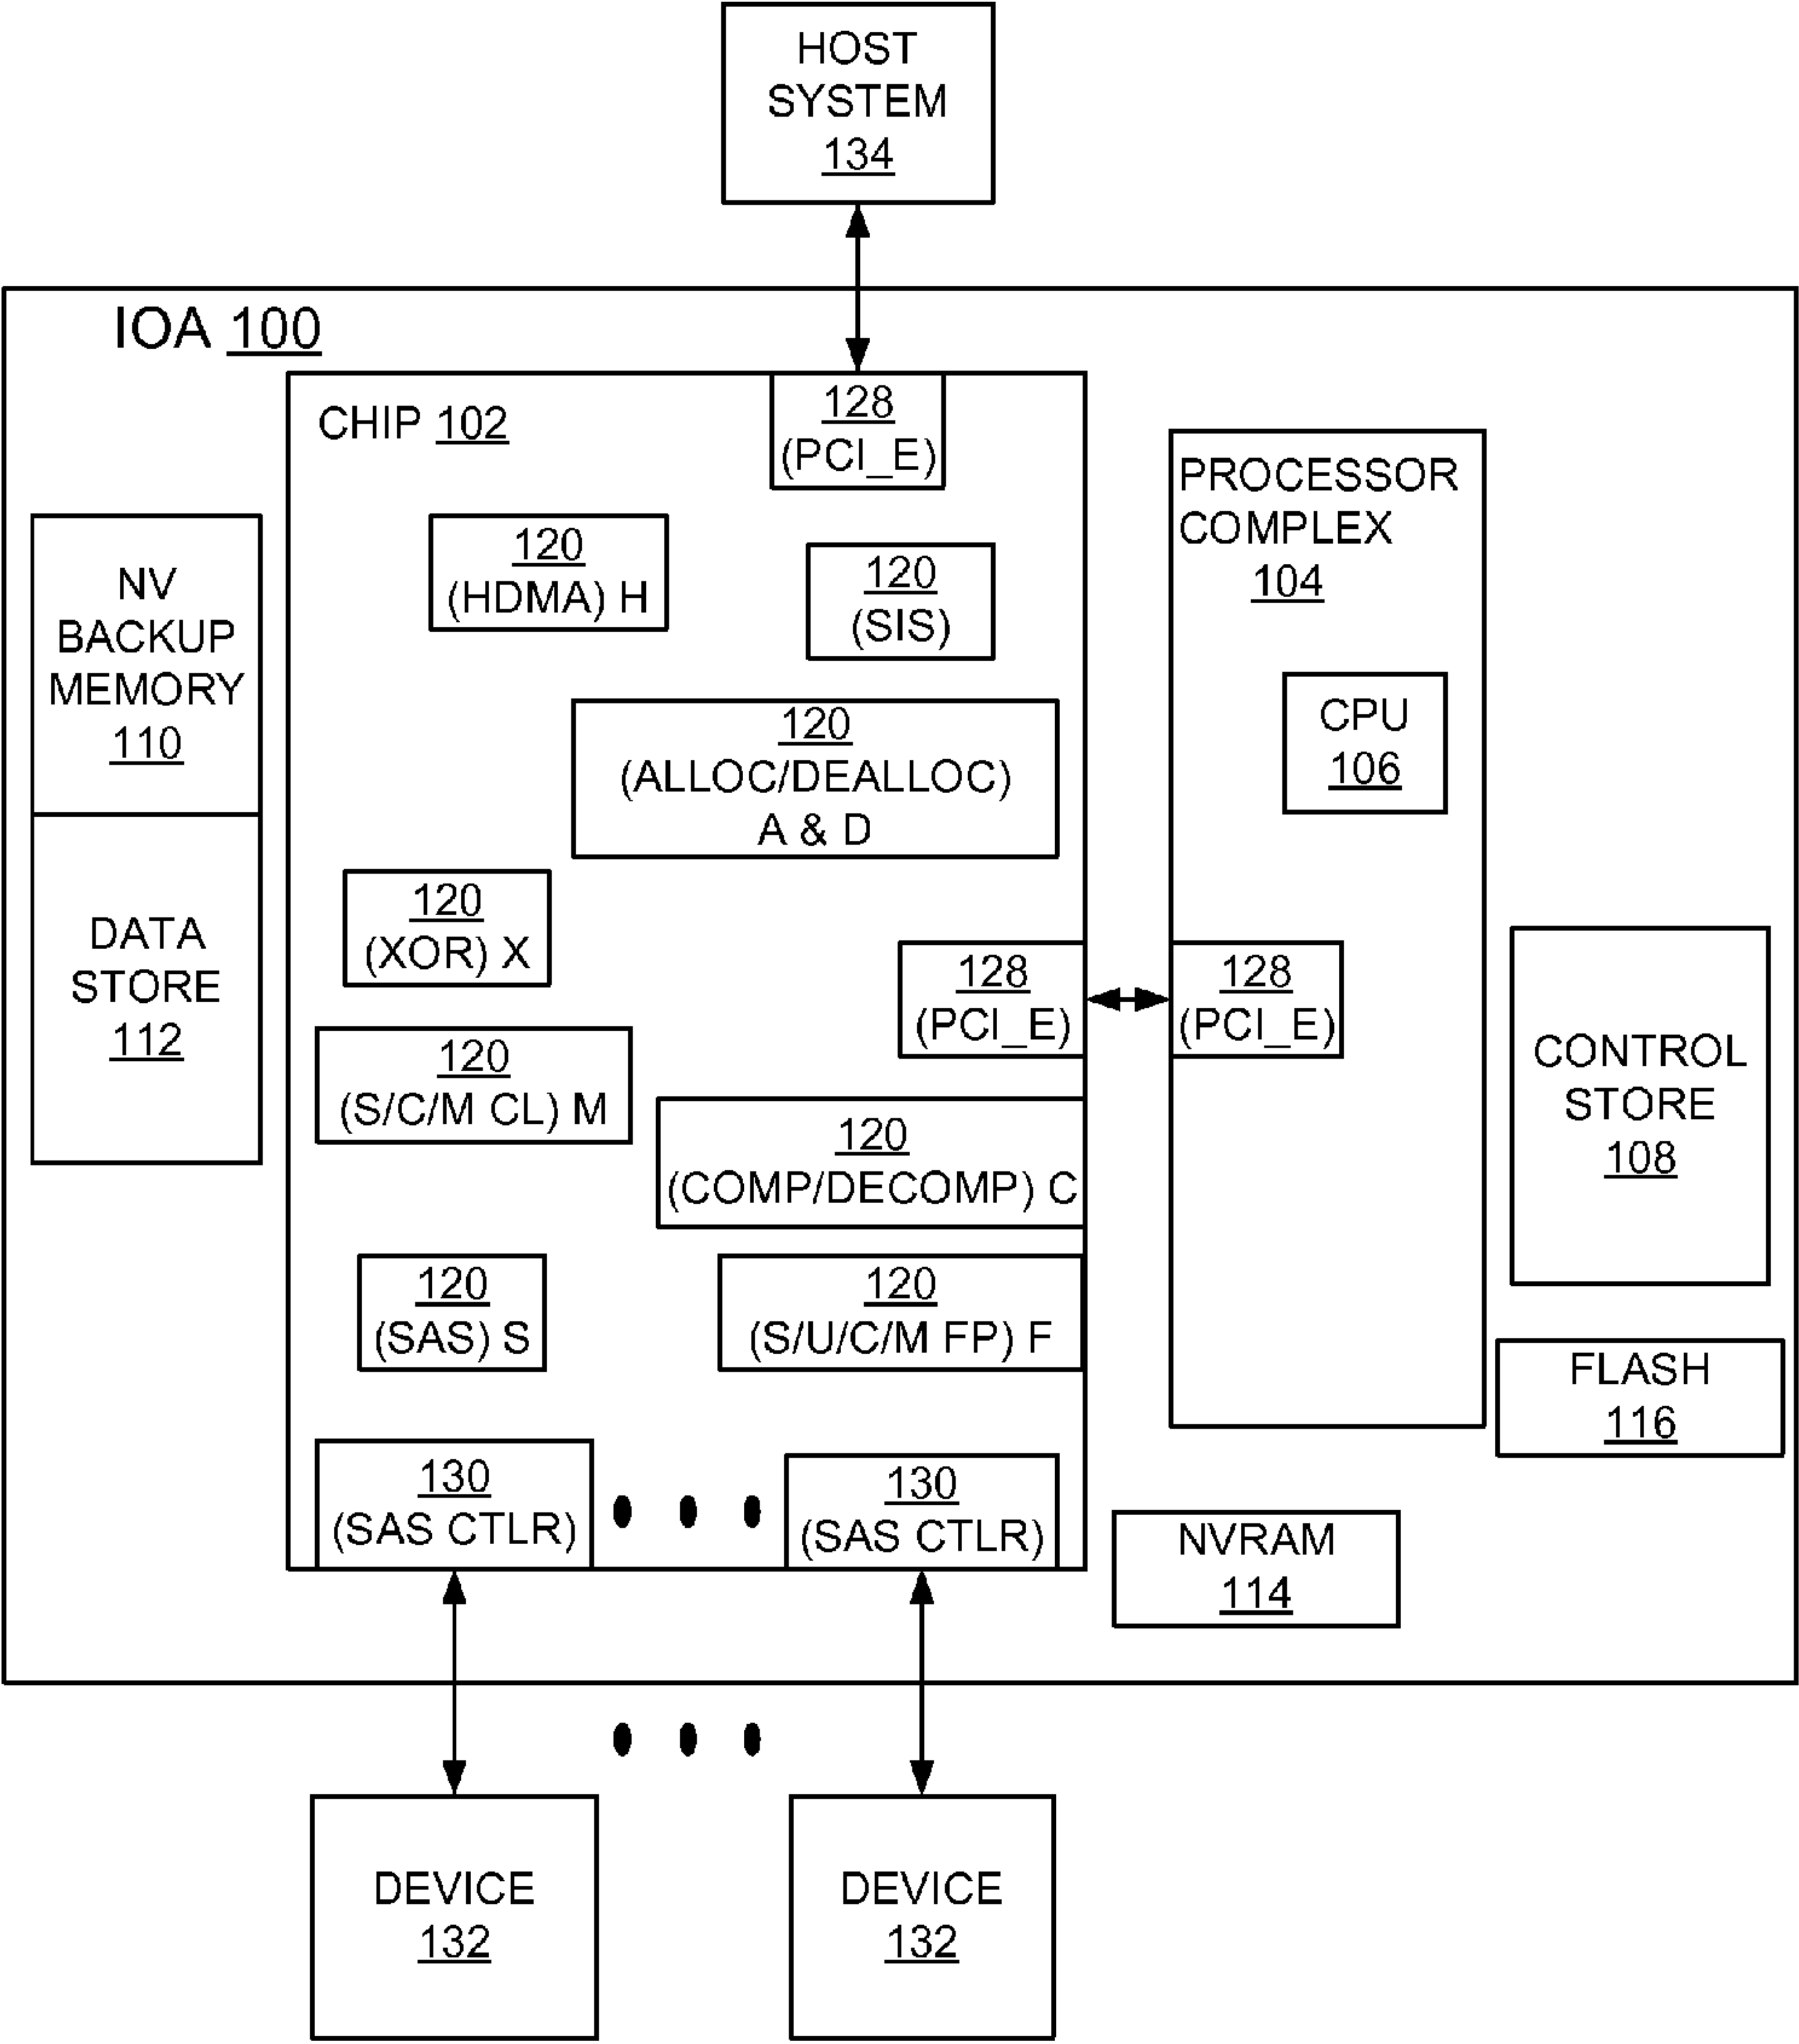 HOST
SYSTEM
134
IOA 100
CHIP 102
128
(PCI_E)
PROCESSOR
COMPLEX
104
NV
BACKUP
MEMORY
110
120
(HDMA) H
120
(SIS)
CPU
106
120
(ALLOC/DEALLOC)
A & D
DATA
STORE
112
120
(XOR) X
128
(PCI_E)
128
(PCI_E)
CONTROL
STORE
108
120
(S/C/M CL) M
120
(COMP/DECOMP) C
120
(SAS) S
120
(S/U/C/M FP) F
FLASH
116
130
(SAS CTLR)
130
(SAS CTLR)
NVRAM
114
DEVICE
132
DEVICE
132